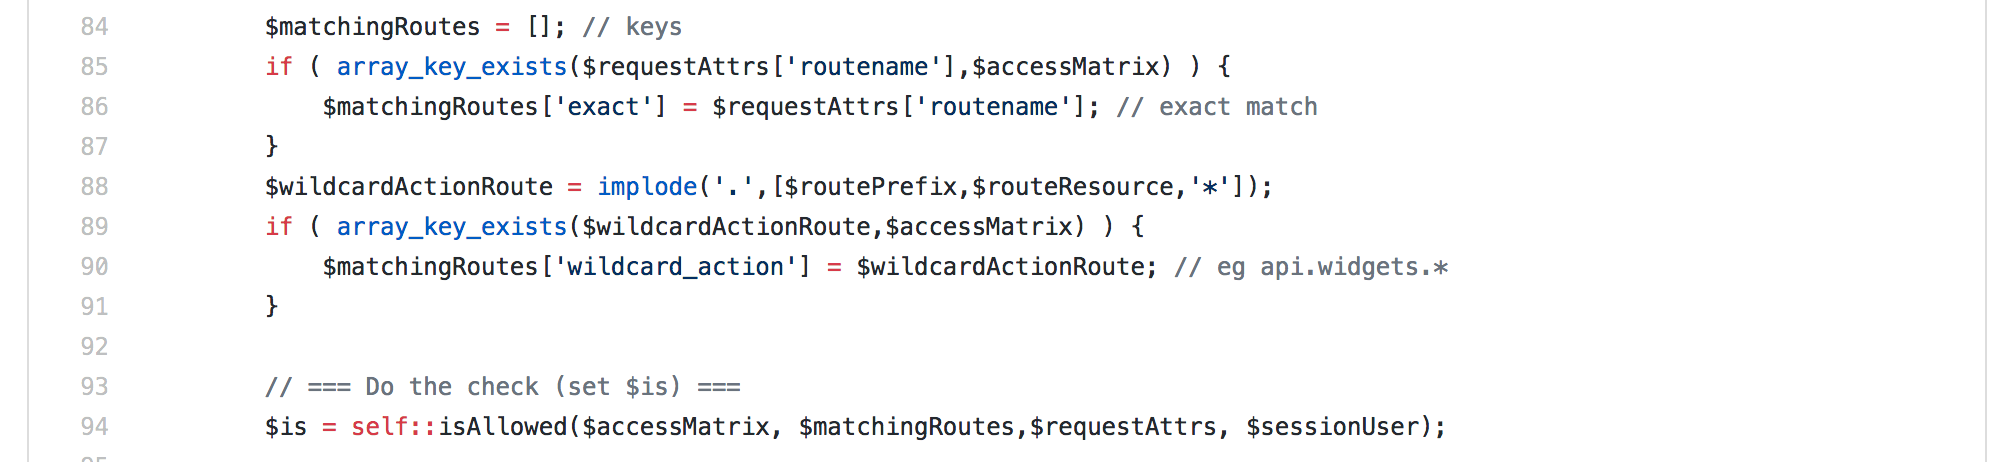 84 $matchingRoutes = []; // keys
85 if ( array_key_exists($requestAttrs['routename'],$accessMatrix) ) {
86 $matchingRoutes['exact'] = $requestAttrs['routename']; // exact match
87 }
88 $wildcardActionRoute = implode('.',[$routePrefix,$routeResource,'*']);
89 if ( array_key_exists($wildcardActionRoute,$accessMatrix) ) {
90 $matchingRoutes['wildcard_action'] = $wildcardActionRoute; // eg api.widgets.*
91 }
92
93 // === Do the check (set $is) ===
94 $is = self::isAllowed($accessMatrix, $matchingRoutes,$requestAttrs, $sessionUser);
95